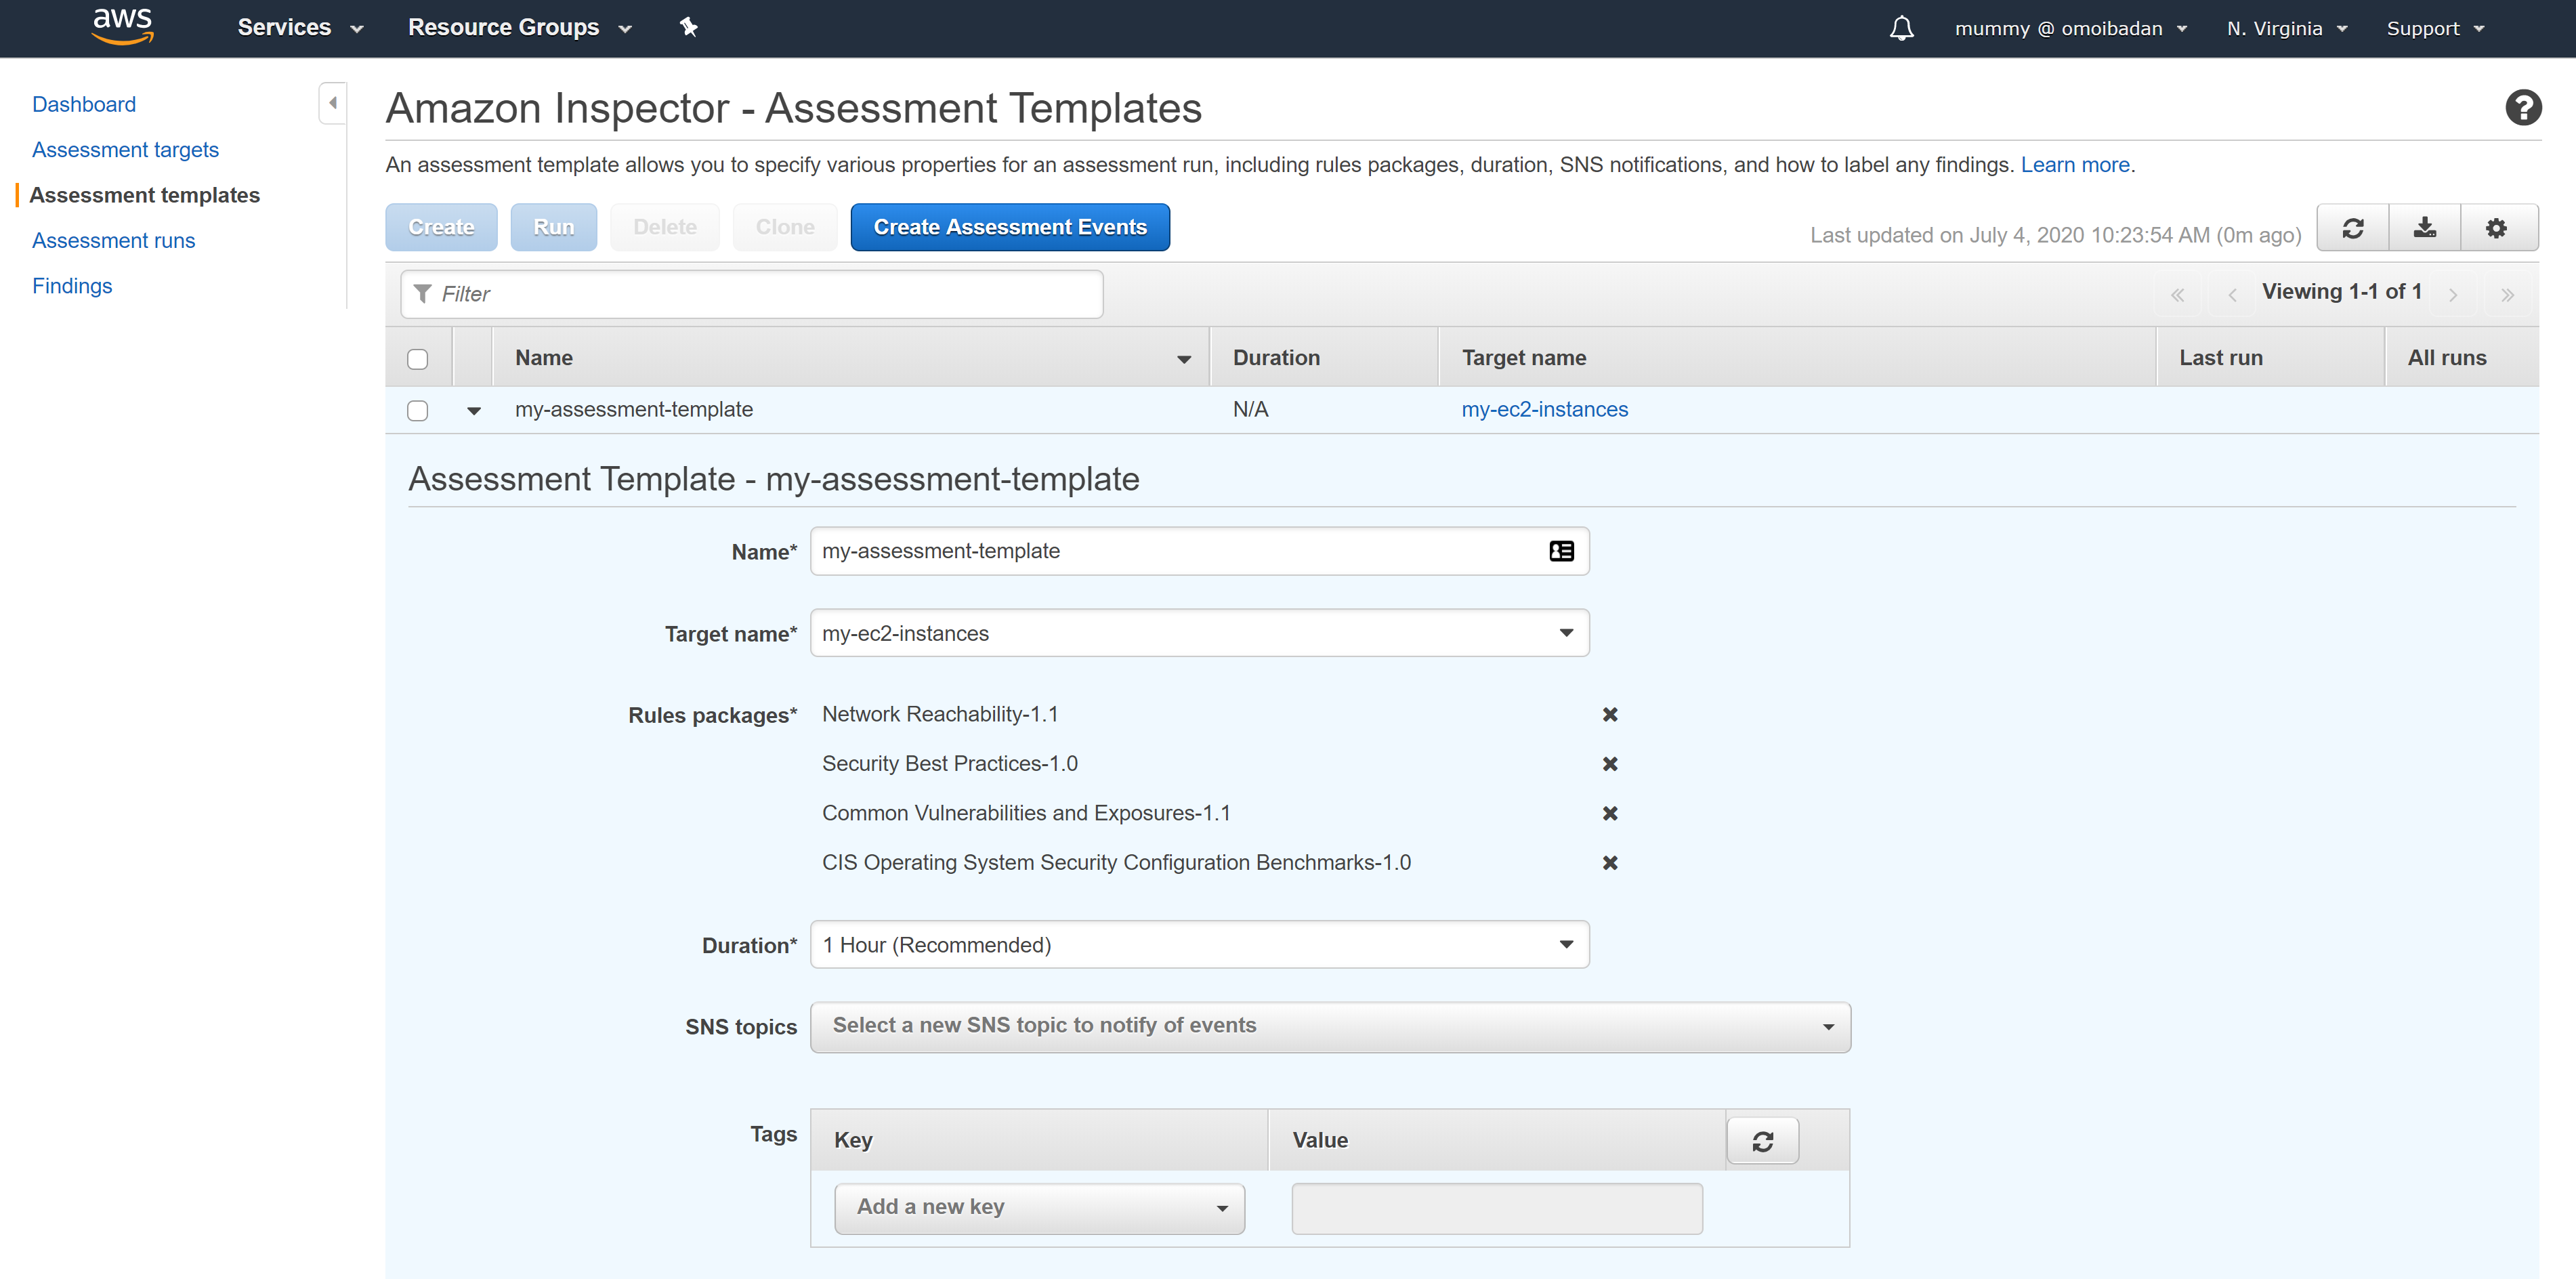 aws Services Resource Groups mummy @ omoibadan N. Virginia Support
Dashboard
Assessment targets
Assessment templates
Assessment runs
Findings
Amazon Inspector - Assessment Templates
An assessment template allows you to specify various properties for an assessment run, including rules packages, duration, SNS notifications, and how to label any findings. Learn more.
Create Run Delete Clone Create Assessment Events Last updated on July 4, 2020 10:23:54 AM (0m ago)
Filter Viewing 1-1 of 1
Name Duration Target name Last run All runs
my-assessment-template N/A my-ec2-instances
Assessment Template - my-assessment-template
Name* my-assessment-template
Target name* my-ec2-instances
Rules packages* Network Reachability-1.1
Security Best Practices-1.0
Common Vulnerabilities and Exposures-1.1
CIS Operating System Security Configuration Benchmarks-1.0
Duration* 1 Hour (Recommended)
SNS topics Select a new SNS topic to notify of events
Tags Key Value
Add a new key